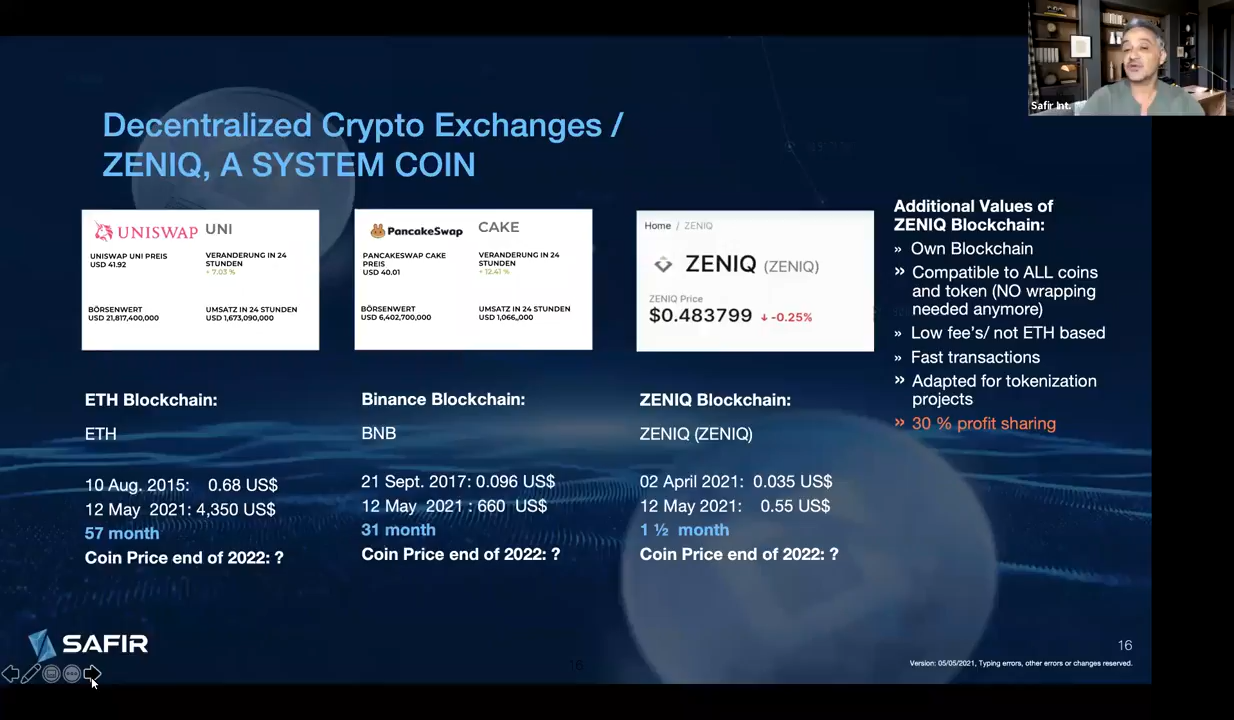 Safir Int.
Decentralized Crypto Exchanges /
ZENIQ, A SYSTEM COIN
UNISWAP UNI
UNISWAP UNI PREIS
USD 41.92
VERANDERUNG IN 24
STUNDEN
+ 7.03 %
BÖRSENWERT
USD 21,817,400,000
UMSATZ IN 24 STUNDEN
USD 1,673,090,000
PancakeSwap CAKE
PANCAKESWAP CAKE
PREIS
USD 40.01
VERANDERUNG IN 24
STUNDEN
+ 12.41 %
BÖRSENWERT
USD 6,402,700,000
UMSATZ IN 24 STUNDEN
USD 1,066,,000
Home / ZENIQ
ZENIQ (ZENIQ)
ZENIQ Price
$0.483799 ↓ -0.25%
Additional Values of
ZENIQ Blockchain:
» Own Blockchain
» Compatible to ALL coins
and token (NO wrapping
needed anymore)
» Low fee's/ not ETH based
» Fast transactions
» Adapted for tokenization
projects
» 30 % profit sharing
ETH Blockchain:
ETH
10 Aug. 2015: 0.68 US$
12 May 2021: 4,350 US$
57 month
Coin Price end of 2022: ?
Binance Blockchain:
BNB
21 Sept. 2017: 0.096 US$
12 May 2021 : 660 US$
31 month
Coin Price end of 2022: ?
ZENIQ Blockchain:
ZENIQ (ZENIQ)
02 April 2021: 0.035 US$
12 May 2021: 0.55 US$
1 ½ month
Coin Price end of 2022: ?
SAFIR
16
16
Version: 05/05/2021, Typing errors, other errors or changes reserved.